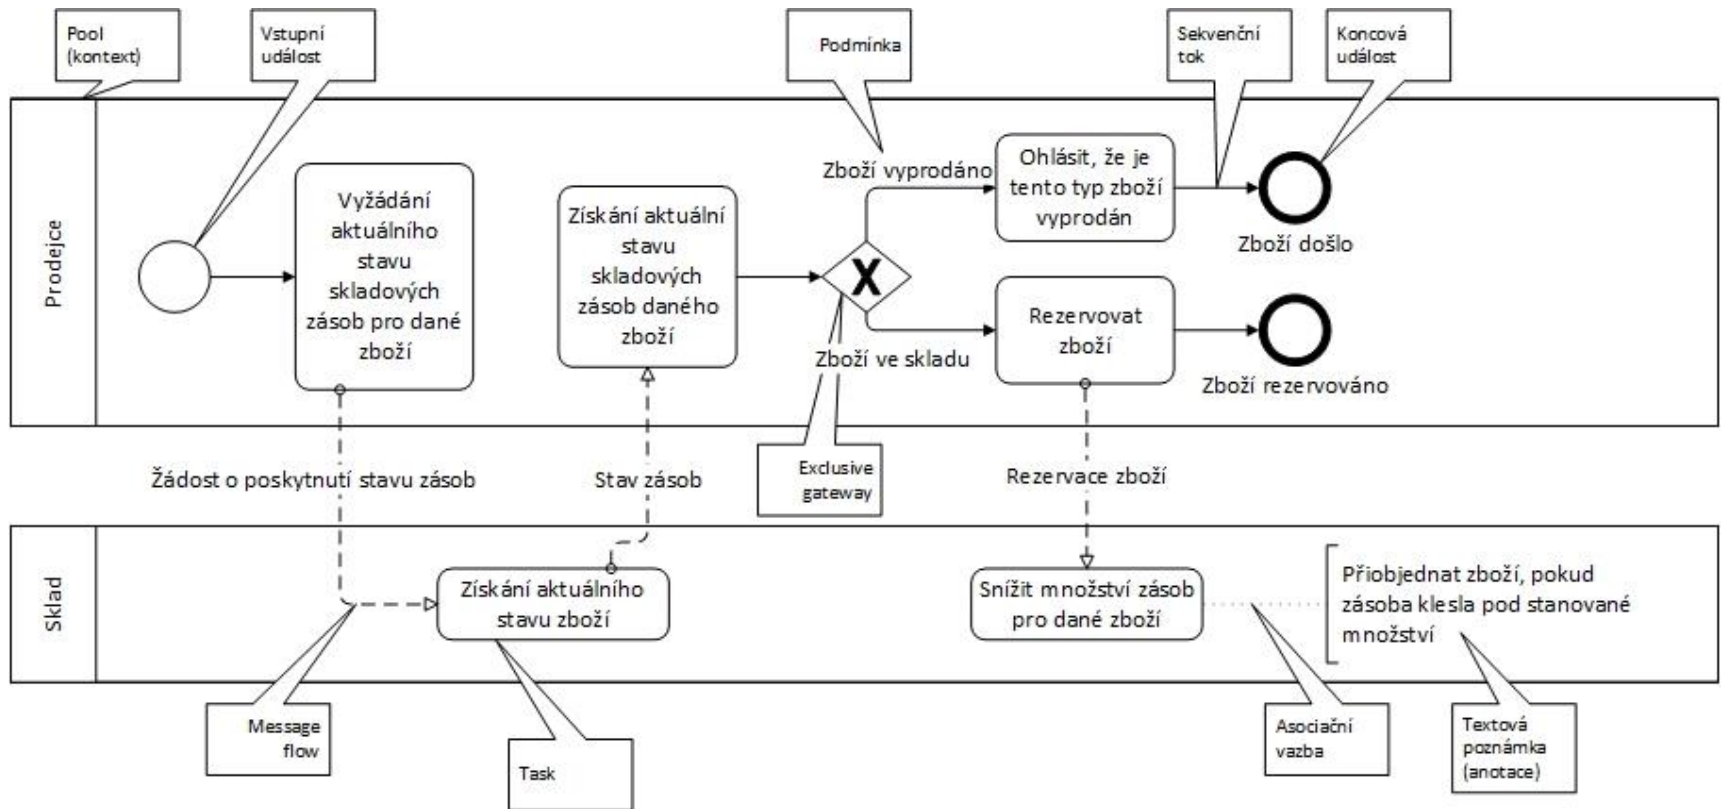 Pool
(kontext)
Vstupní
událost
Podmínka
Sekvenční
tok
Koncová
událost
Prodejce
Vyžádání
aktuálního
stavu
skladových
zásob pro dané
zboží
Získání aktuální
stavu
skladových
zásob daného
zboží
Zboží vyprodáno
X
Zboží ve skladu
Ohlásit, že je
tento typ zboží
vyprodán
Zboží došlo
Rezervovat
zboží
Zboží rezervováno
Exclusive
gateway
Žádost o poskytnutí stavu zásob
Stav zásob
Rezervace zboží
Sklad
Získání aktuálního
stavu zboží
Snížit množství zásob
pro dané zboží
Přiobjednat zboží, pokud
zásoba klesla pod stanované
množství
Message
flow
Task
Asociační
vazba
Textová
poznámka
(anotace)